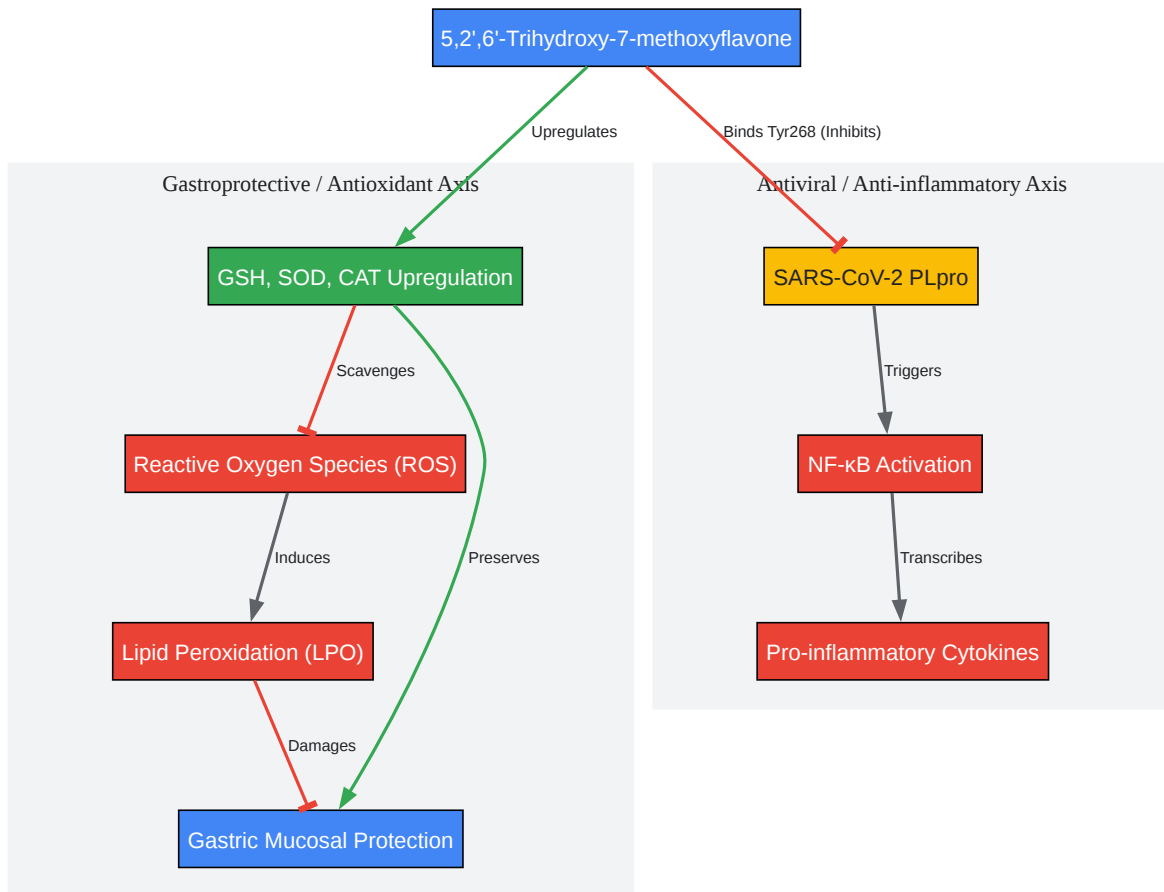 5,2',6'-Trihydroxy-7-methoxyflavone
Upregulates
Binds Tyr268 (Inhibits)
Gastroprotective / Antioxidant Axis
Antiviral / Anti-inflammatory Axis
GSH, SOD, CAT Upregulation
SARS-CoV-2 PLpro
Scavenges
Triggers
Reactive Oxygen Species (ROS)
NF-κB Activation
Induces
Preserves
Transcribes
Lipid Peroxidation (LPO)
Pro-inflammatory Cytokines
Damages
Gastric Mucosal Protection